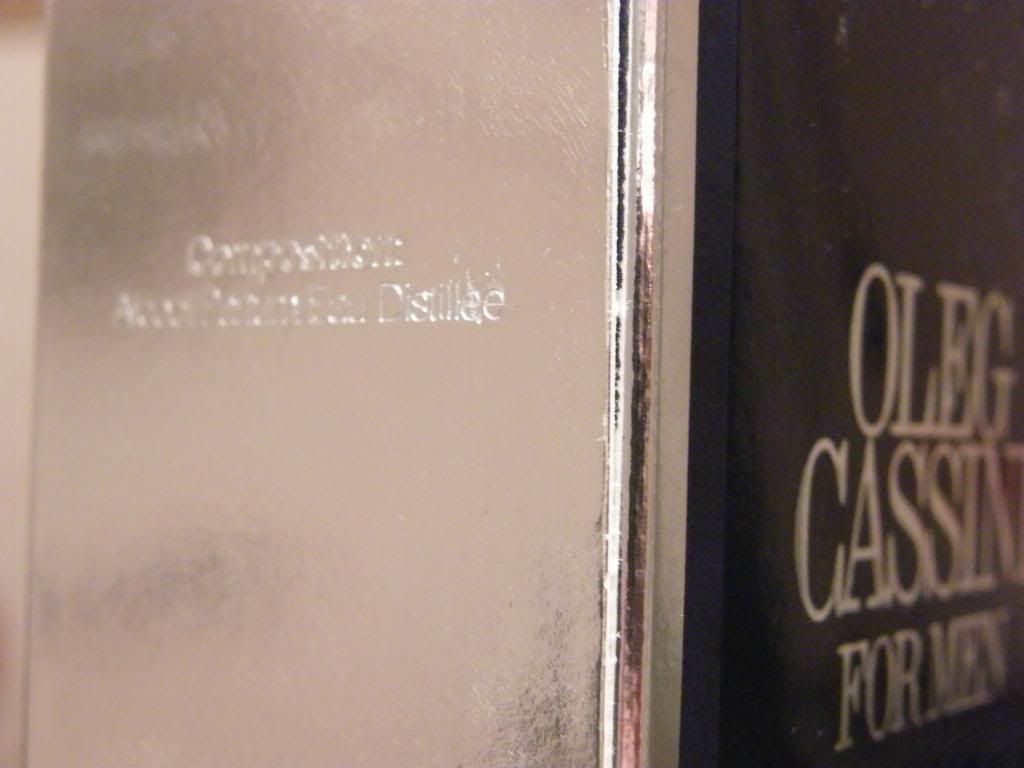 Composition:
Alcool Parfum Eau Distillée
OLEG
CASSINI
FOR MEN